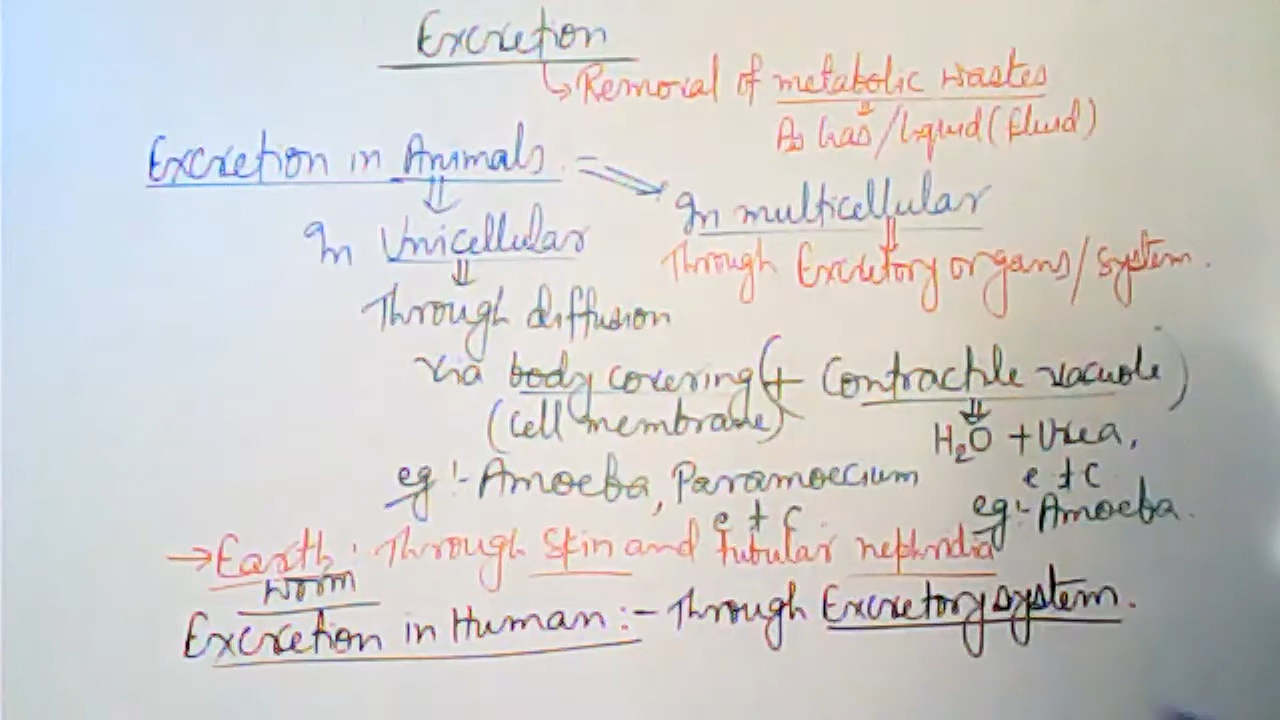 Excretion
↳ Removal of metabolic wastes
As Gas/liquid (fluid)
Excretion in Animals
In Unicellular
In multicellular
Through Excretory organs/system.
Through diffusion
via body covering (+ Contractile vacuole)
(Cell membrane)
H₂O + Urea,
etc
eg:- Amoeba, Paramoecium
etc
eg:- Amoeba.
→ Earth worm : Through Skin and tubular nephridia
Excretion in Human :- Through Excretory system.